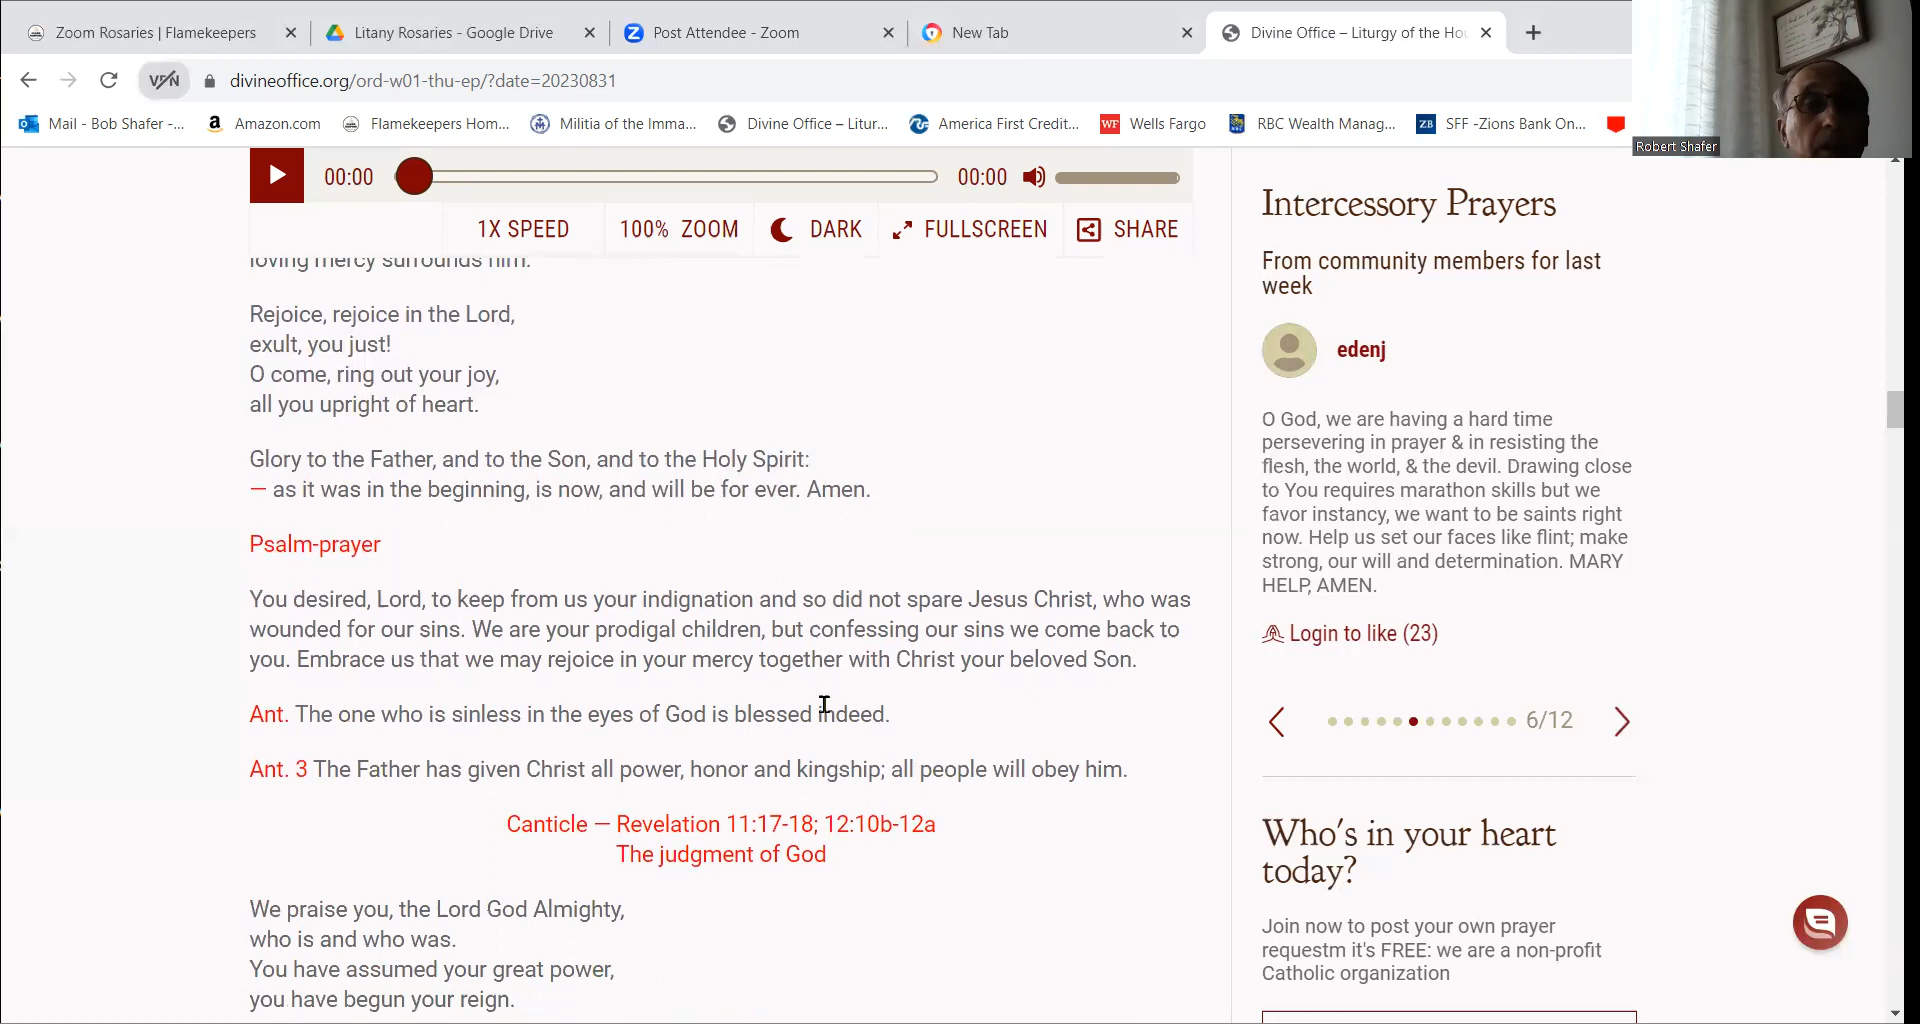 Zoom Rosaries | Flamekeepers
Litany Rosaries - Google Drive
Post Attendee - Zoom
New Tab
Divine Office – Liturgy of the Hou
VPN
divineoffice.org/ord-w01-thu-ep/?date=20230831
Mail - Bob Shafer -...
Amazon.com
Flamekeepers Hom...
Militia of the Imma...
Divine Office – Litur...
America First Credit...
WF Wells Fargo
RBC Wealth Manag...
ZB SFF -Zions Bank On...
Robert Shafer
00:00
00:00
1X SPEED
100% ZOOM
DARK
FULLSCREEN
SHARE
loving mercy surrounds him.
Rejoice, rejoice in the Lord,
exult, you just!
O come, ring out your joy,
all you upright of heart.
Glory to the Father, and to the Son, and to the Holy Spirit:
— as it was in the beginning, is now, and will be for ever. Amen.
Psalm-prayer
You desired, Lord, to keep from us your indignation and so did not spare Jesus Christ, who was
wounded for our sins. We are your prodigal children, but confessing our sins we come back to
you. Embrace us that we may rejoice in your mercy together with Christ your beloved Son.
Ant. The one who is sinless in the eyes of God is blessed indeed.
Ant. 3 The Father has given Christ all power, honor and kingship; all people will obey him.
Canticle — Revelation 11:17-18; 12:10b-12a
The judgment of God
We praise you, the Lord God Almighty,
who is and who was.
You have assumed your great power,
you have begun your reign.
Intercessory Prayers
From community members for last
week
edenj
O God, we are having a hard time
persevering in prayer & in resisting the
flesh, the world, & the devil. Drawing close
to You requires marathon skills but we
favor instancy, we want to be saints right
now. Help us set our faces like flint; make
strong, our will and determination. MARY
HELP, AMEN.
Login to like (23)
6/12
Who's in your heart
today?
Join now to post your own prayer
requestm it's FREE: we are a non-profit
Catholic organization